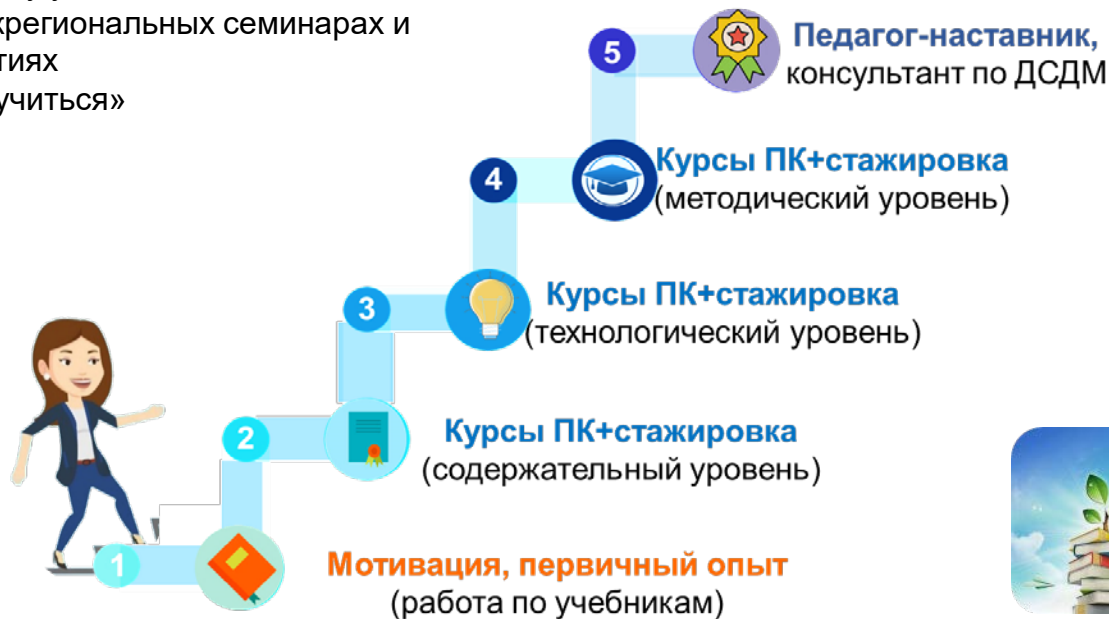 региональных семинарах и
тиях
учиться»
5
Педагог-наставник,
консультант по ДСДМ
4
Курсы ПК+стажировка
(методический уровень)
3
Курсы ПК+стажировка
(технологический уровень)
2
Курсы ПК+стажировка
(содержательный уровень)
1
Мотивация, первичный опыт
(работа по учебникам)